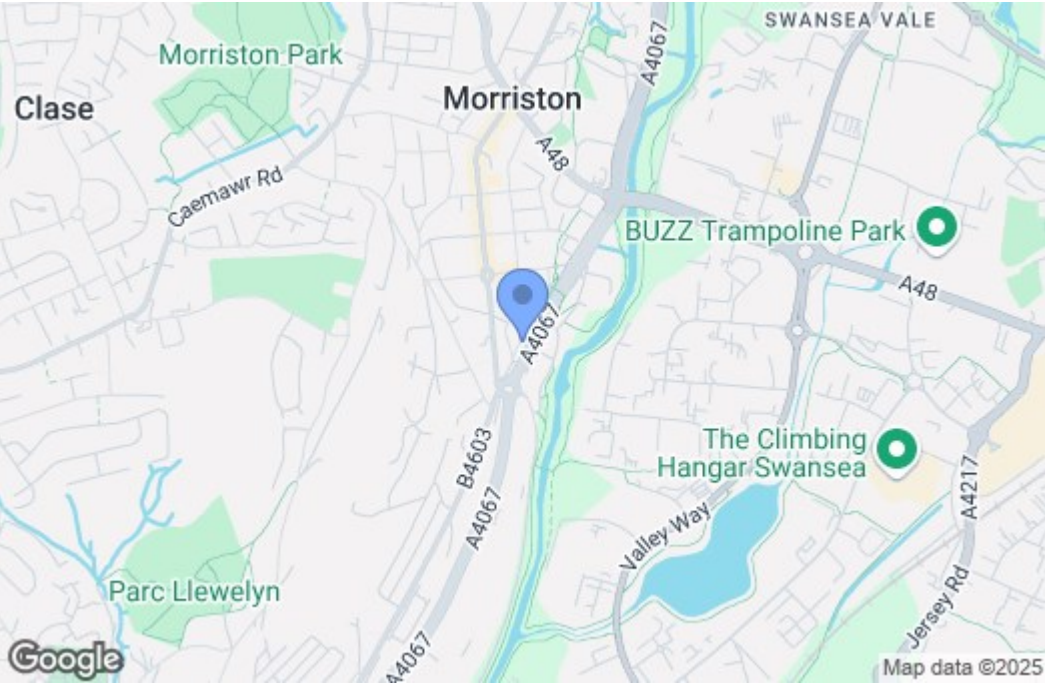 SWANSEA VALE
A4067
Morriston Park
Clase
Morriston
A48
Caemawr Rd
BUZZ Trampoline Park
A48
A4067
The Climbing
Hangar Swansea
B4603
A4217
A4067
Valley Way
Parc Llewelyn
Jersey Rd
A4067
Google
Map data ©2025